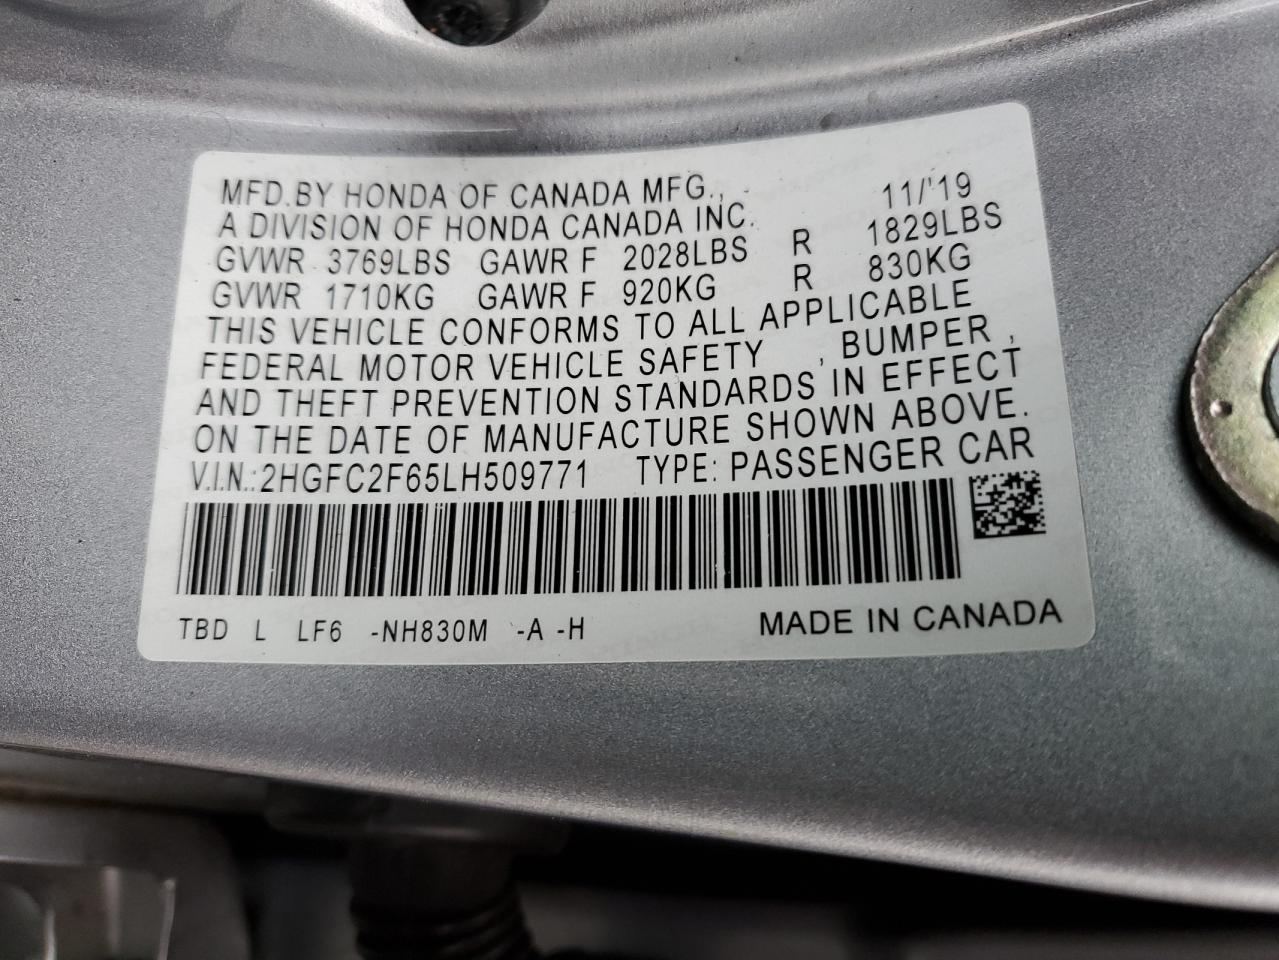 MFD.BY HONDA OF CANADA MFG., 11/'19
A DIVISION OF HONDA CANADA INC.
GVWR 3769LBS GAWR F 2028LBS R 1829LBS
GVWR 1710KG GAWR F 920KG R 830KG
THIS VEHICLE CONFORMS TO ALL APPLICABLE
FEDERAL MOTOR VEHICLE SAFETY , BUMPER ,
AND THEFT PREVENTION STANDARDS IN EFFECT
ON THE DATE OF MANUFACTURE SHOWN ABOVE.
V.I.N.:2HGFC2F65LH509771 TYPE: PASSENGER CAR
TBD L LF6 -NH830M -A -H MADE IN CANADA